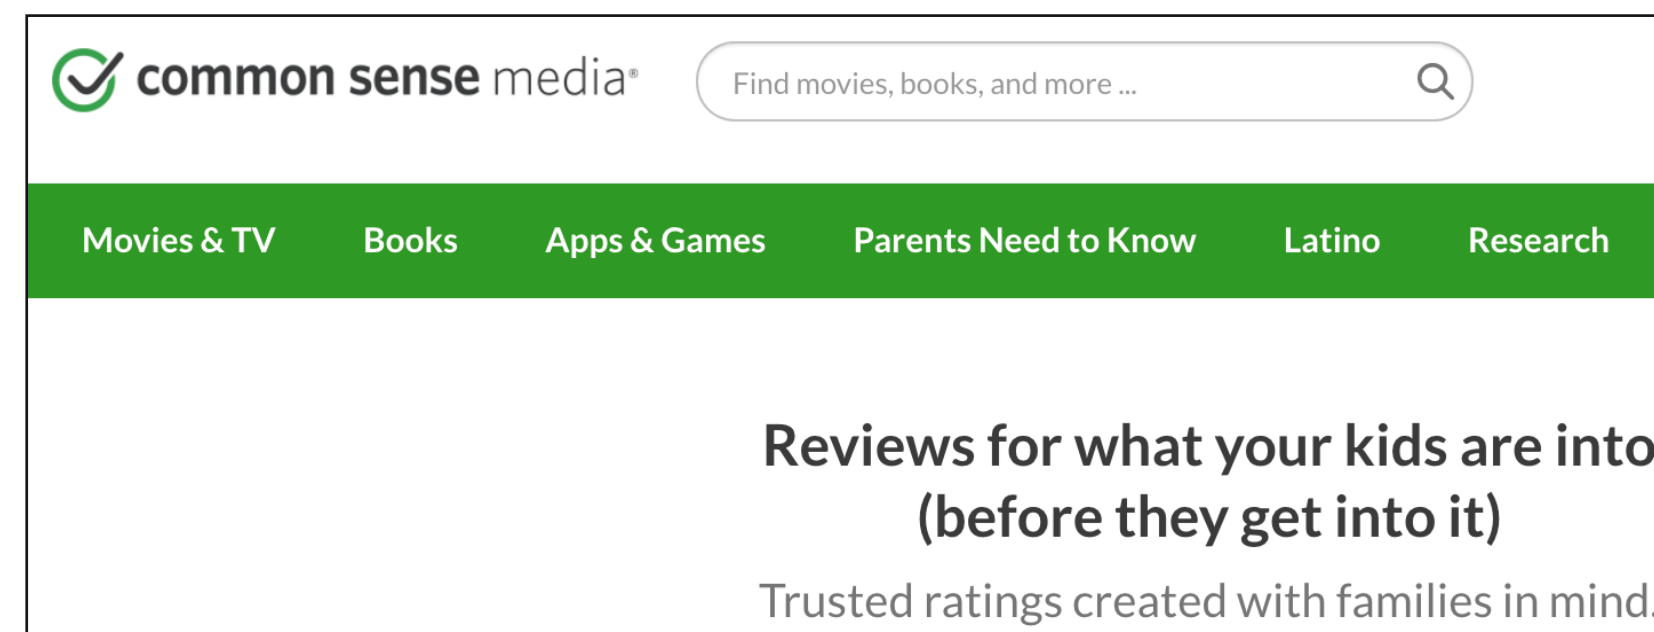 common sense media®
Find movies, books, and more ...
Movies & TV Books Apps & Games Parents Need to Know Latino Research
Reviews for what your kids are into
(before they get into it)
Trusted ratings created with families in mind.